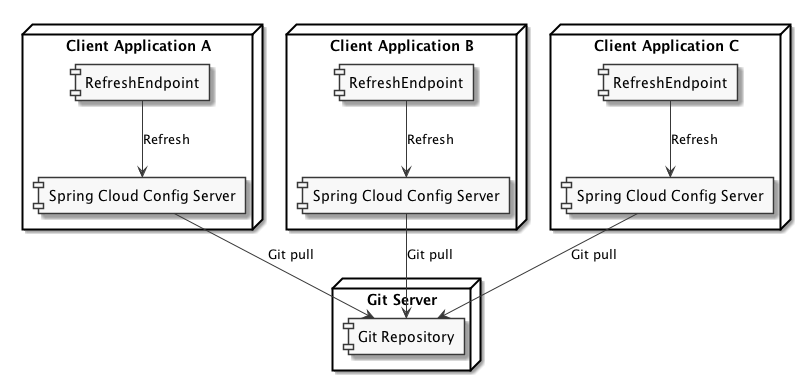 Client Application A
Client Application B
Client Application C
RefreshEndpoint
RefreshEndpoint
RefreshEndpoint
Refresh
Refresh
Refresh
Spring Cloud Config Server
Spring Cloud Config Server
Spring Cloud Config Server
Git pull
Git pull
Git pull
Git Server
Git Repository